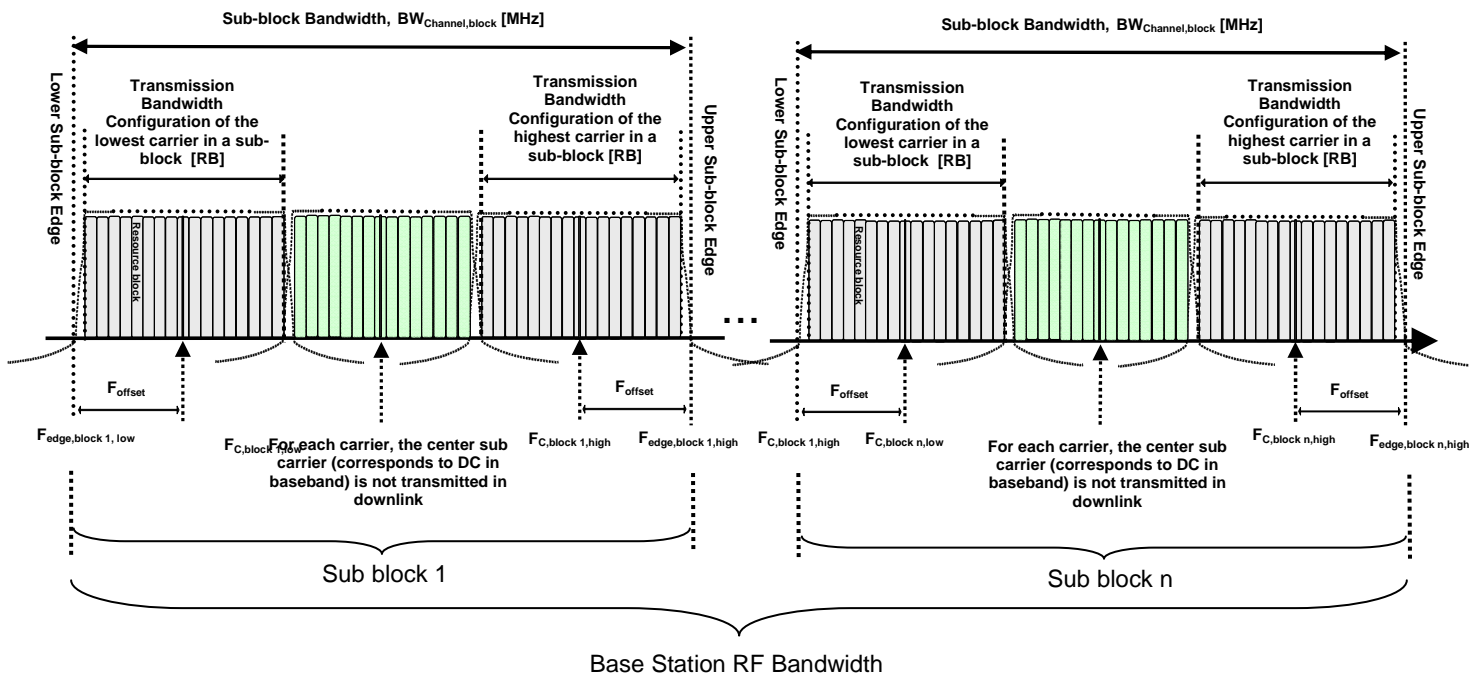 Sub-block Bandwidth, BWChannel,block [MHz]
Lower Sub-block Edge
Transmission
Bandwidth
Configuration of the
lowest carrier in a sub-
block [RB]
Transmission
Bandwidth
Configuration of the
highest carrier in a
sub-block [RB]
Upper Sub-block Edge
Resource block
Foffset
Foffset
Fedge,block 1, low
FC,block 1,low
FC,block 1,high
Fedge,block 1,high
For each carrier, the center sub
carrier (corresponds to DC in
baseband) is not transmitted in
downlink
Sub block 1
...
Sub-block Bandwidth, BWChannel,block [MHz]
Lower Sub-block Edge
Transmission
Bandwidth
Configuration of the
lowest carrier in a
sub-block [RB]
Transmission
Bandwidth
Configuration of the
highest carrier in a
sub-block [RB]
Upper Sub-block Edge
Resource block
Foffset
Foffset
FC,block 1,high
FC,block n,low
FC,block n,high
Fedge,block n,high
For each carrier, the center sub
carrier (corresponds to DC in
baseband) is not transmitted in
downlink
Sub block n
Base Station RF Bandwidth